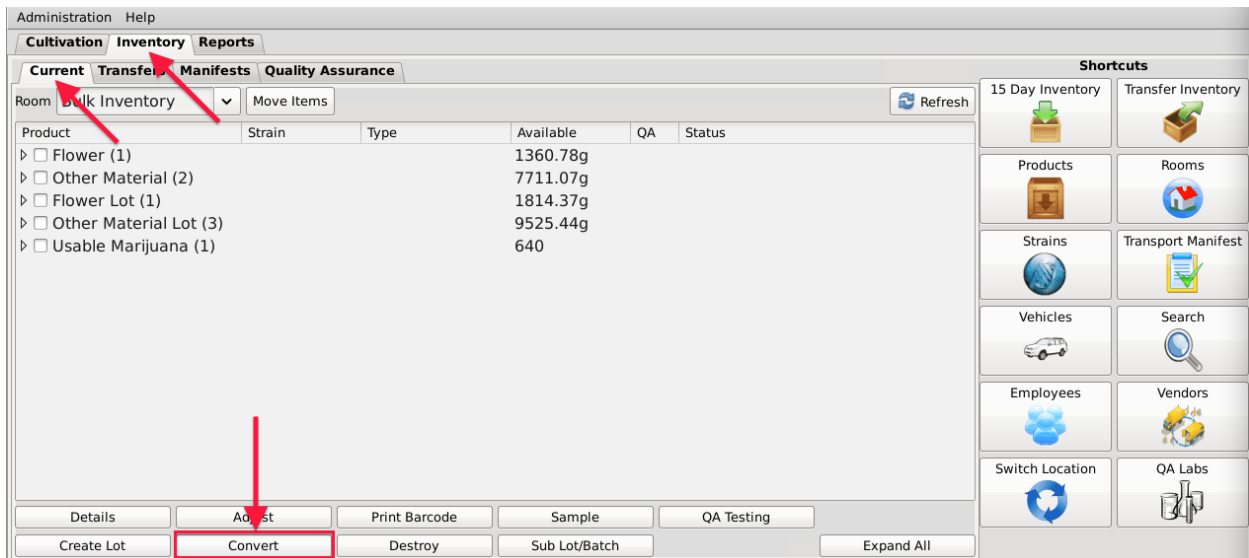 Administration Help
Cultivation Inventory Reports
Current Transfers Manifests Quality Assurance
Shortcuts
Room Bulk Inventory Move Items Refresh
15 Day Inventory Transfer Inventory
Product Strain Type Available QA Status
Flower (1) 1360.78g
Other Material (2) 7711.07g
Flower Lot (1) 1814.37g
Other Material Lot (3) 9525.44g
Usable Marijuana (1) 640
Products Rooms
Strains Transport Manifest
Vehicles Search
Employees Vendors
Switch Location QA Labs
Details Adjust Print Barcode Sample QA Testing
Create Lot Convert Destroy Sub Lot/Batch Expand All